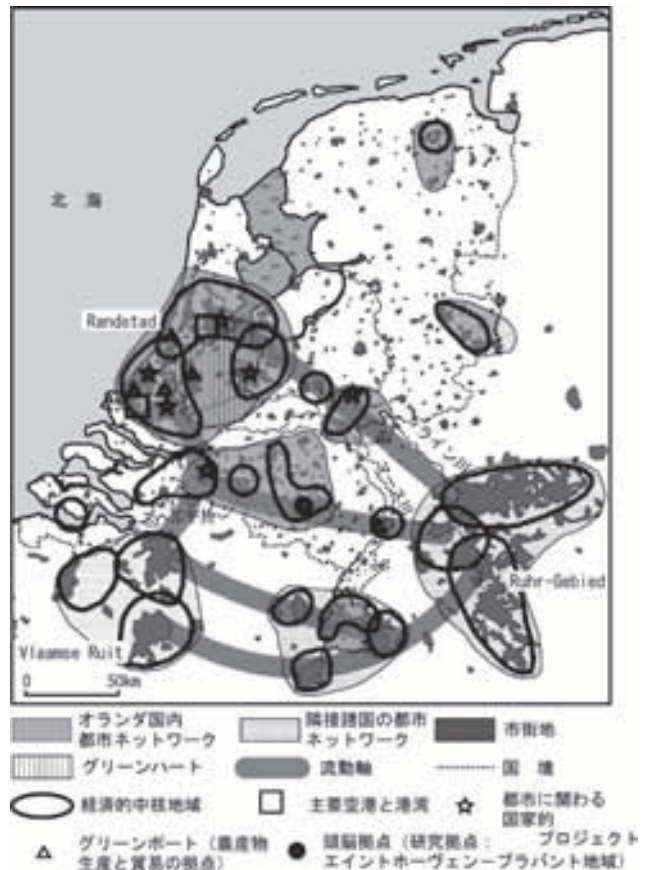 北 海
Randstad
ライン川
Ruhr-Gebied
Vlaamse Ruit
0 50km
オランダ国内
都市ネットワーク
隣接諸国の都市
ネットワーク
市街地
グリーンハート
流動軸
国 境
経済的中核地域
主要空港と港湾
都市に関わる
国家的
プロジェクト
グリーンポート（農産物
生産と貿易の拠点）
頭脳拠点（研究拠点：
エイントホーヴェン−ブラバント地域）